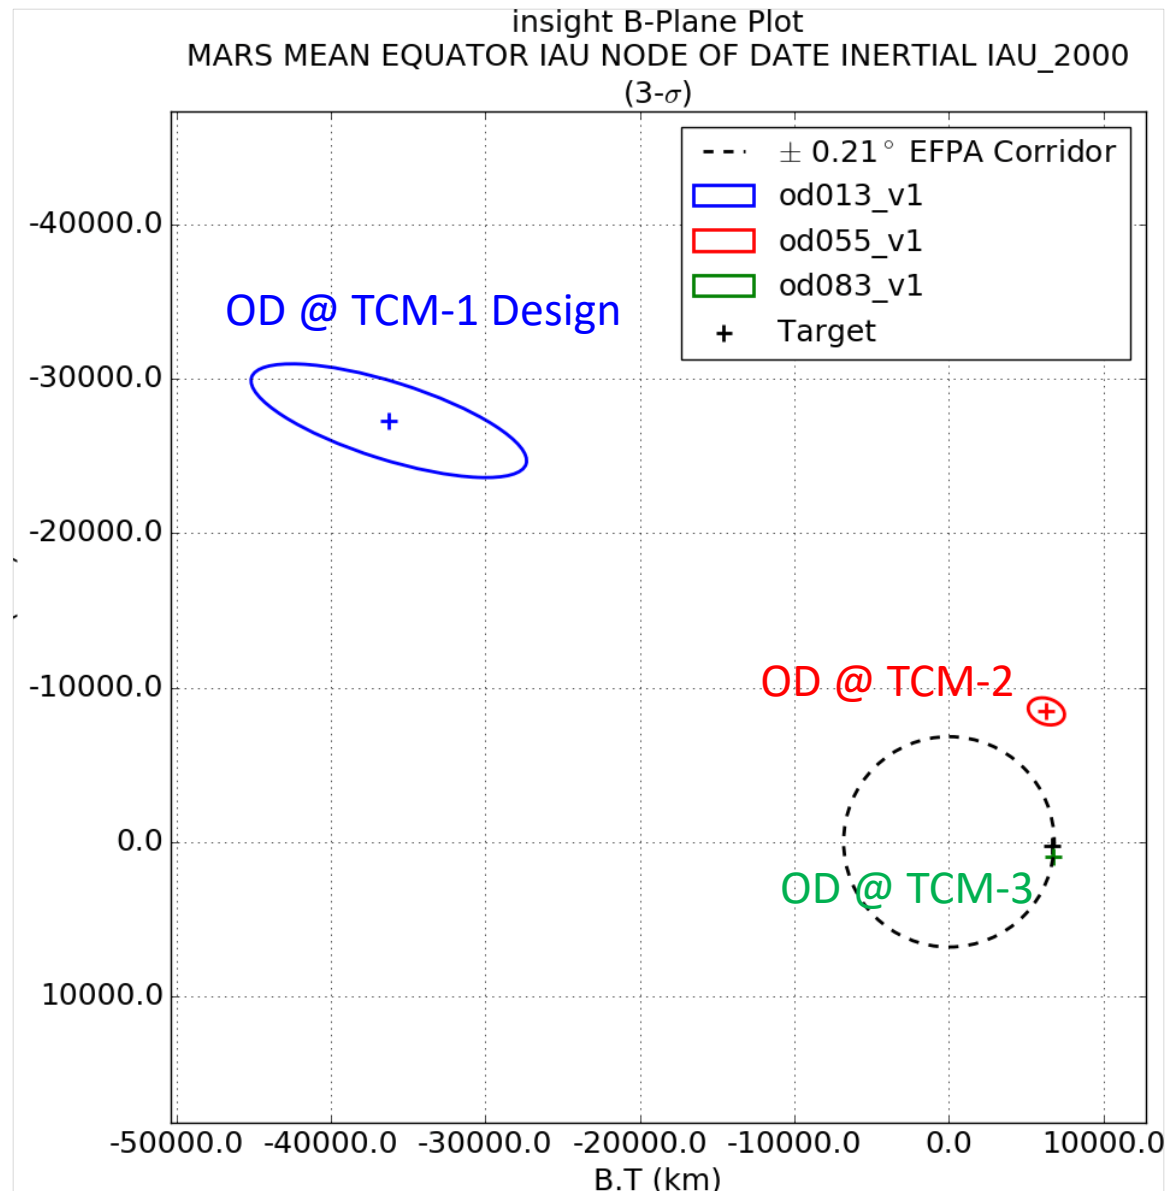 insight B-Plane Plot
MARS MEAN EQUATOR IAU NODE OF DATE INERTIAL IAU_2000
(3-σ)
± 0.21° EFPA Corridor
od013_v1
od055_v1
od083_v1
Target
-40000.0
OD @ TCM-1 Design
-30000.0
-20000.0
-10000.0
OD @ TCM-2
0.0
OD @ TCM-3
10000.0
-50000.0 -40000.0 -30000.0 -20000.0 -10000.0 0.0 10000.0
B.T (km)